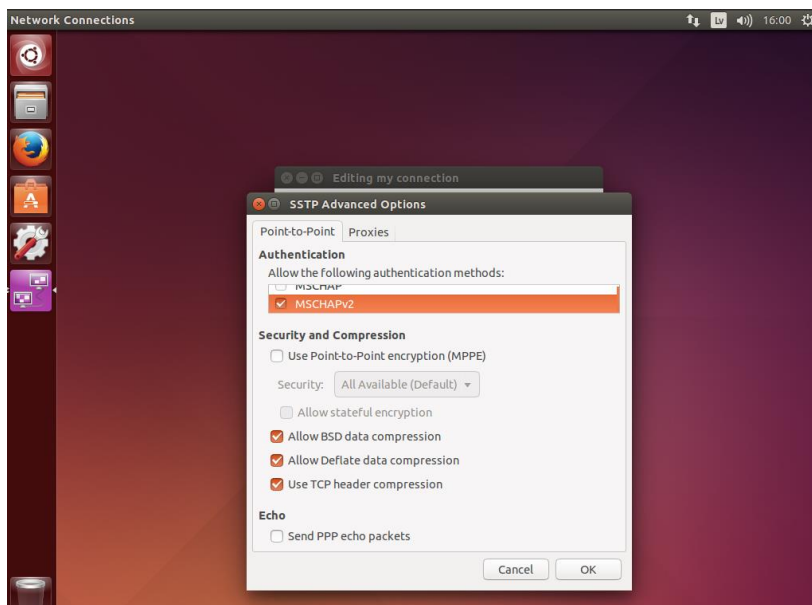 Network Connections
Lv
16:00
Editing my connection
SSTP Advanced Options
Point-to-Point
Proxies
Authentication
Allow the following authentication methods:
MSCHAP
MSCHAPv2
Security and Compression
Use Point-to-Point encryption (MPPE)
Security: All Available (Default)
Allow stateful encryption
Allow BSD data compression
Allow Deflate data compression
Use TCP header compression
Echo
Send PPP echo packets
Cancel
OK